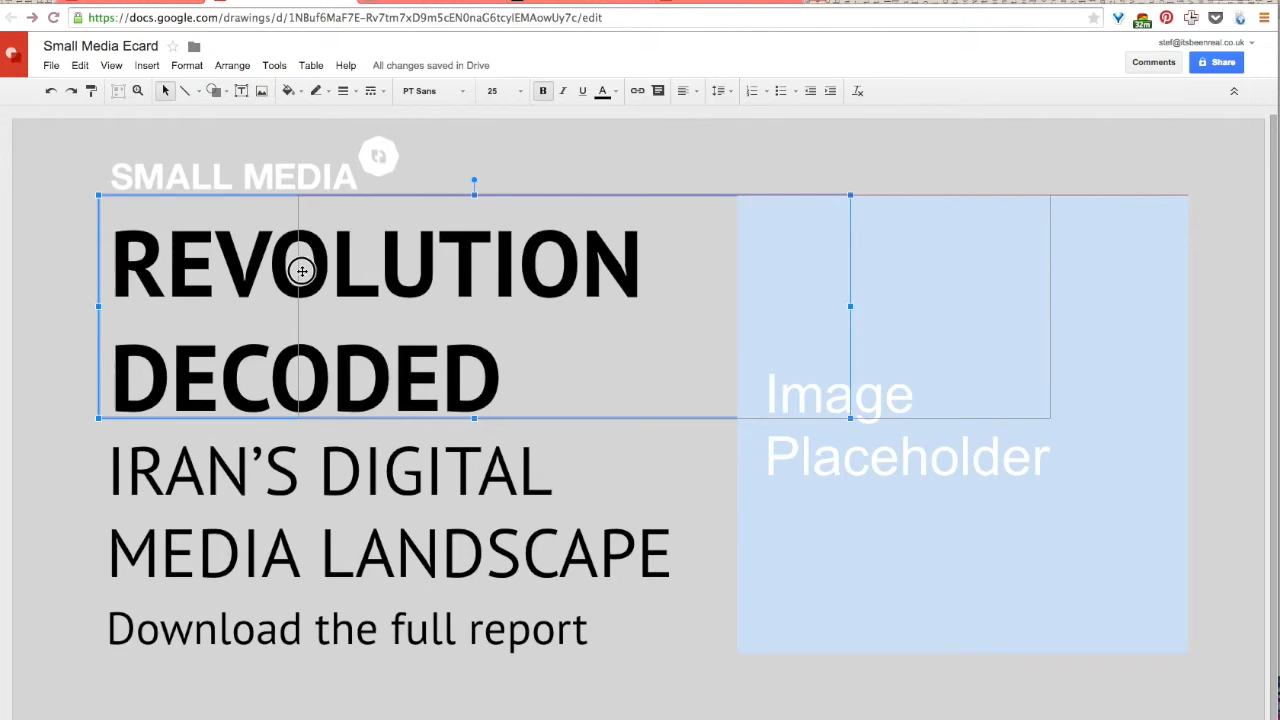 https://docs.google.com/drawings/d/1NBuf6MaF7E-Rv7tm7xD9m5cEN0naG6tcyIEMAowUy7c/edit
32m
Small Media Ecard
stef@itsbeenreal.co.uk
File Edit View Insert Format Arrange Tools Table Help All changes saved in Drive
Comments
Share
PT Sans 25 B I U A
SMALL MEDIA
REVOLUTION
DECODED
IRAN’S DIGITAL
MEDIA LANDSCAPE
Download the full report
Image
Placeholder